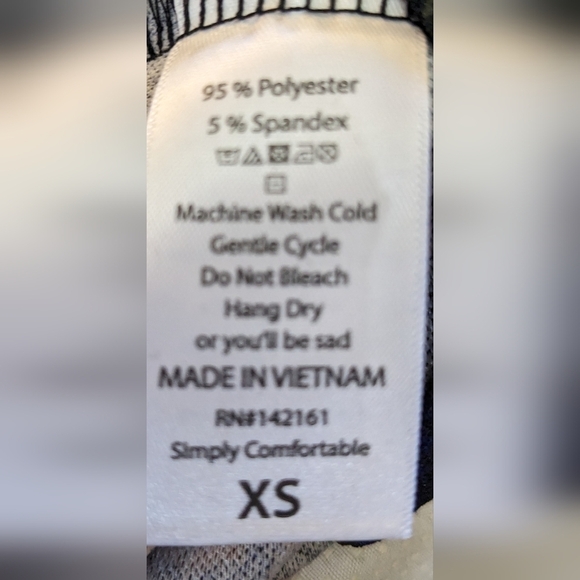 95 % Polyester
5 % Spandex
Machine Wash Cold
Gentle Cycle
Do Not Bleach
Hang Dry
or you'll be sad
MADE IN VIETNAM
RN#142161
Simply Comfortable
XS